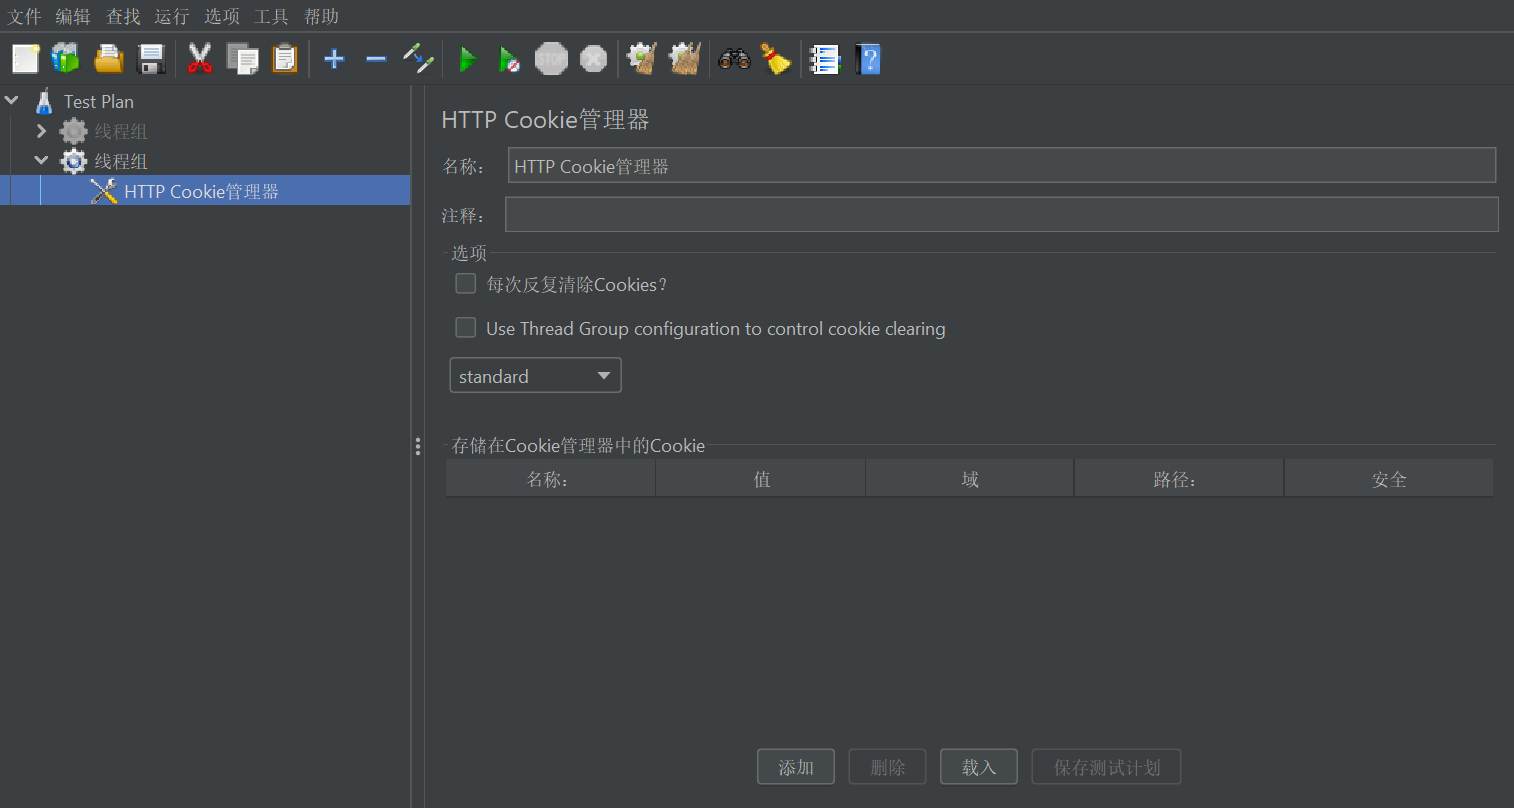 文件 编辑 查找 运行 选项 工具 帮助
STOP
Test Plan
线程组
线程组
HTTP Cookie管理器
HTTP Cookie管理器
名称: HTTP Cookie管理器
注释:
选项
每次反复清除Cookies?
Use Thread Group configuration to control cookie clearing
standard
存储在Cookie管理器中的Cookie
名称: 值 域 路径: 安全
添加 删除 载入 保存测试计划